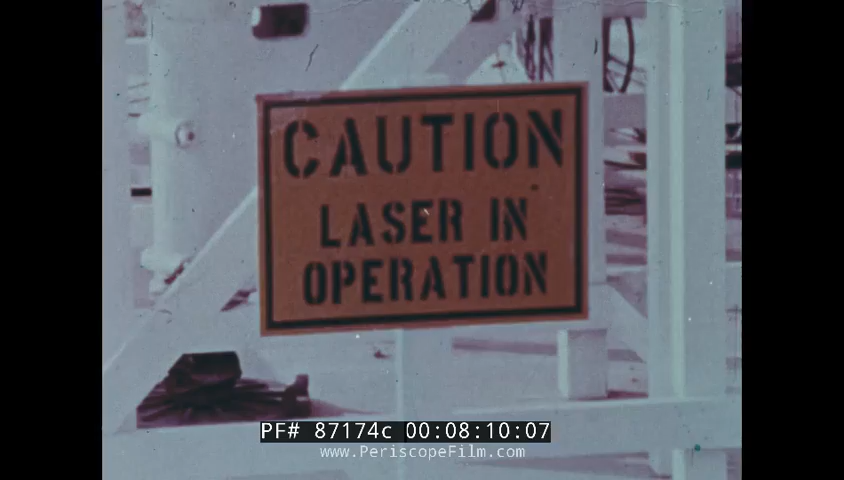 CAUTION
LASER IN
OPERATION
PF# 87174c 00:08:10:07
www.PeriscopeFilm.com